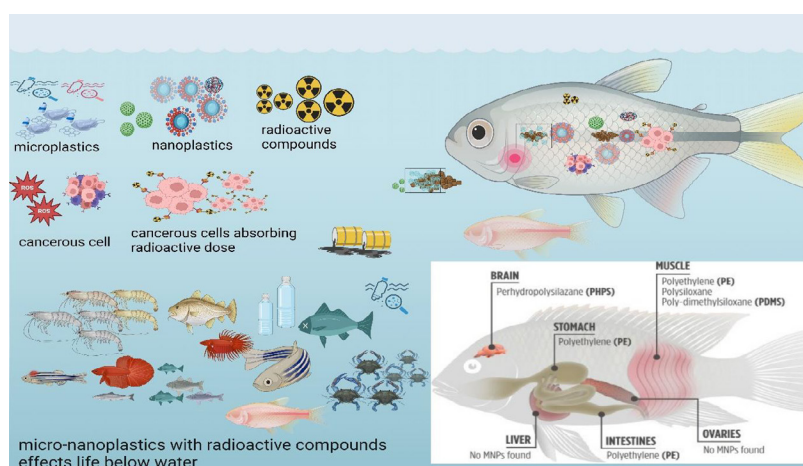 microplastics
nanoplastics
radioactive
compounds
ROS
ROS
cancerous cell
cancerous cells absorbing
radioactive dose
BRAIN
Perhydropolysilazane (PHPS)
MUSCLE
Polyethylene (PE)
Polysiloxane
Poly-dimethylsiloxane (PDMS)
STOMACH
Polyethylene (PE)
LIVER
No MNPs found
INTESTINES
Polyethylene (PE)
OVARIES
No MNPs found
micro-nanoplastics with radioactive compounds
effects life below water